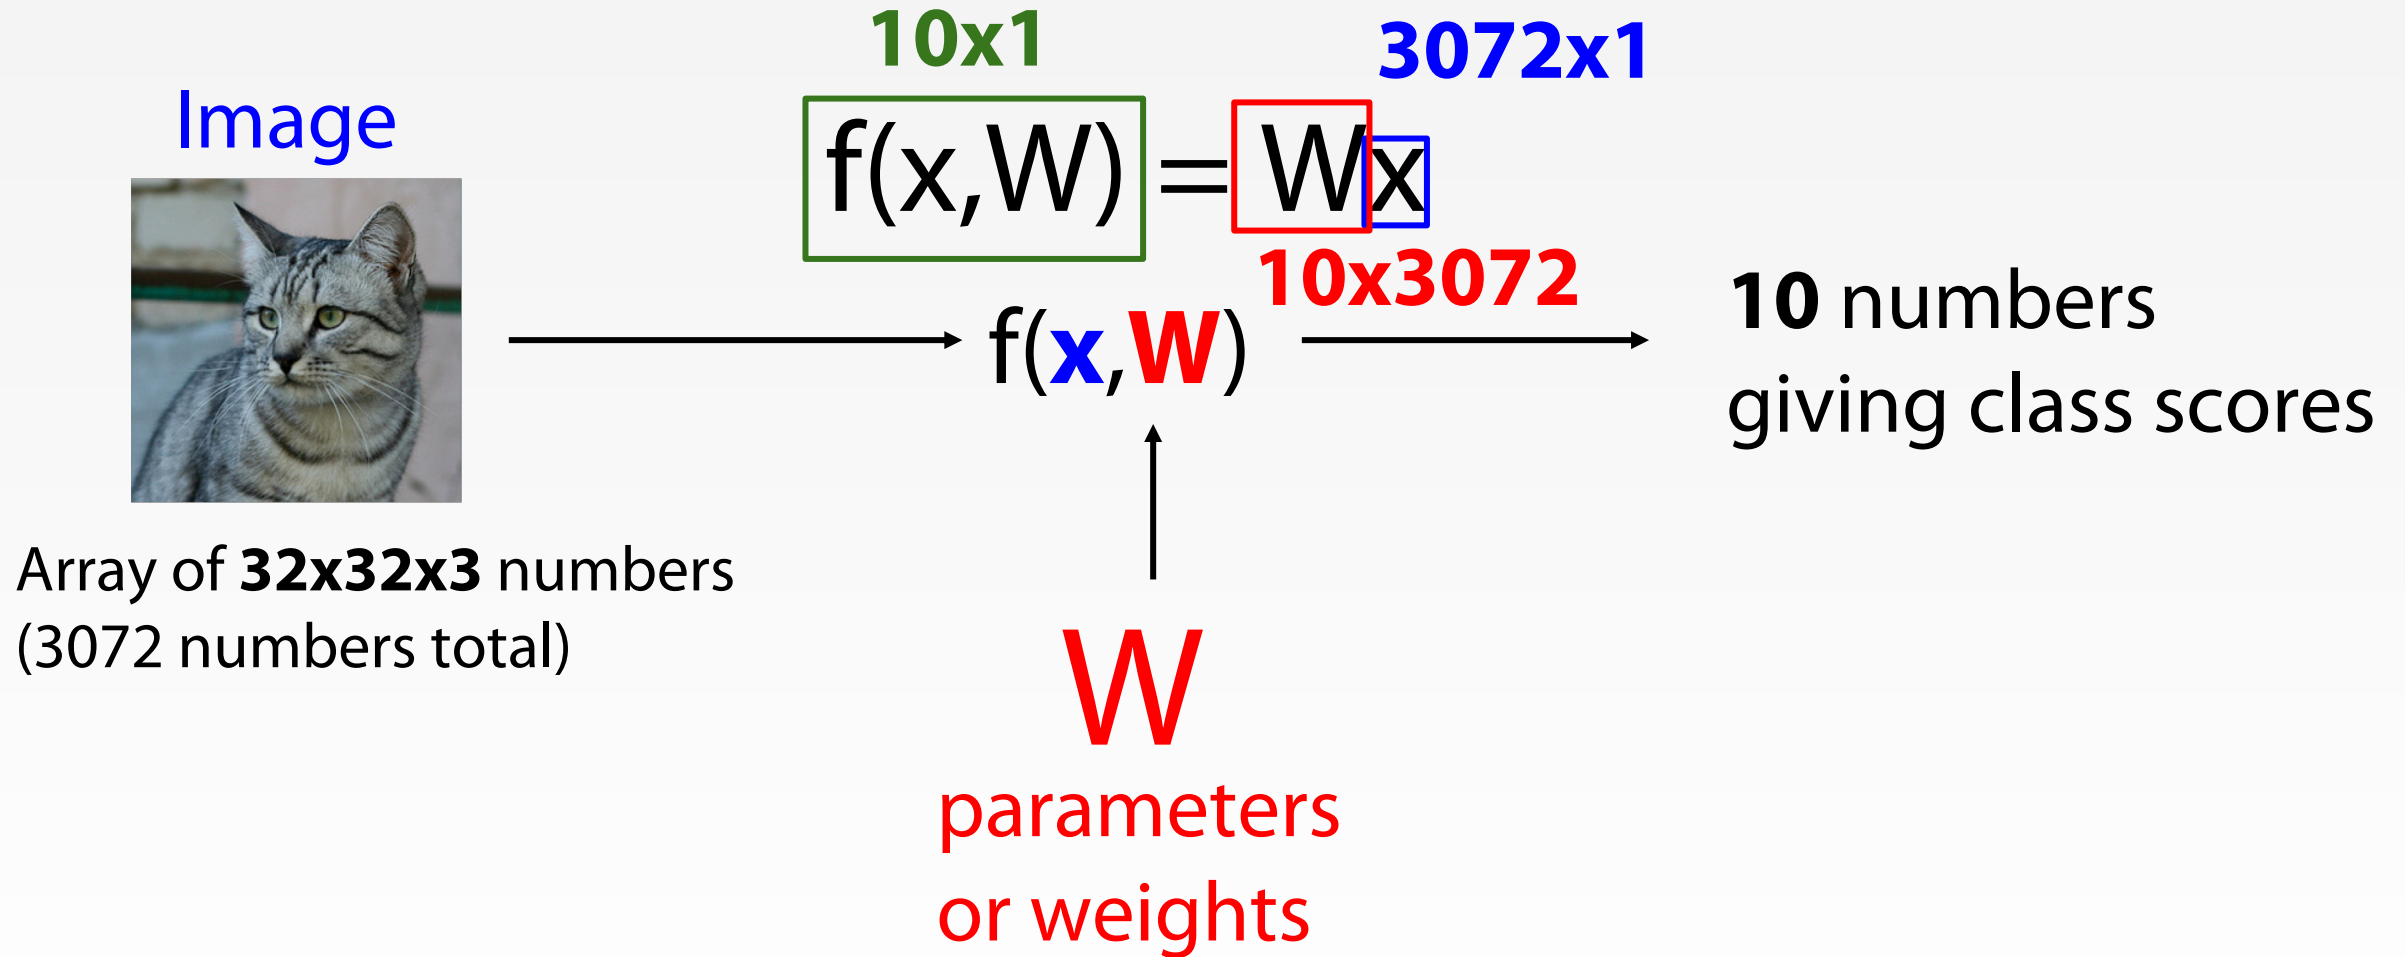 10x1
3072x1
Image
f(x,W) = Wx
10x3072
f(x,W)
10 numbers
giving class scores
Array of 32x32x3 numbers
(3072 numbers total)
W
parameters
or weights